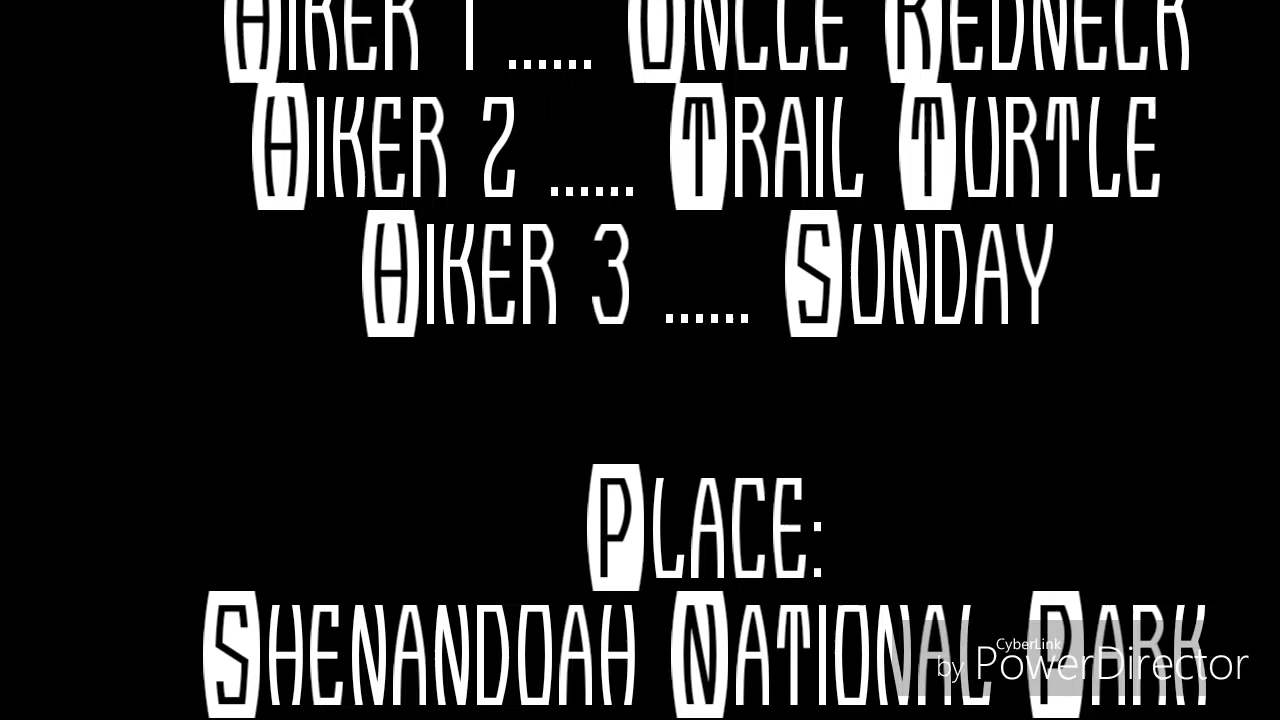 Hiker 1 ...... Uncle Redneck
Hiker 2 ...... Trail Turtle
Hiker 3 ...... Sunday
Place:
Shenandoah National Park
CyberLink
by PowerDirector